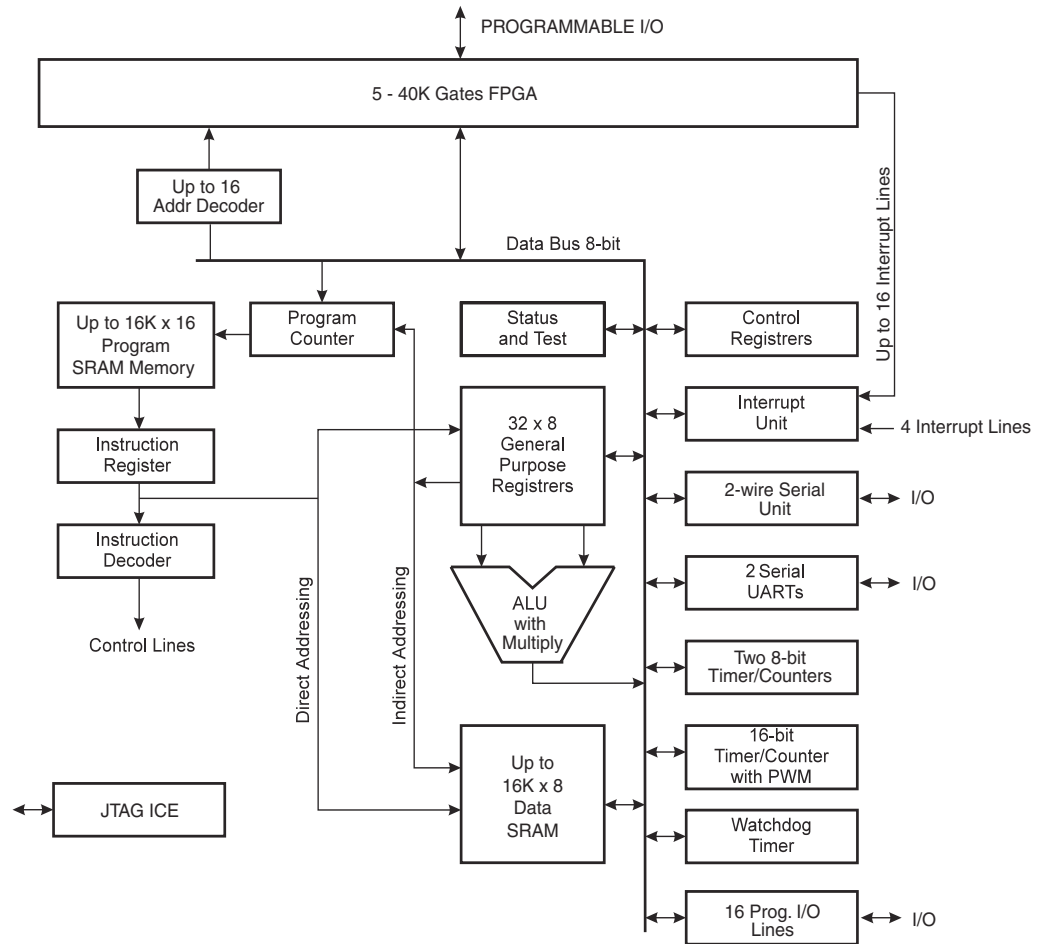 PROGRAMMABLE I/O
5 - 40K Gates FPGA
Up to 16
Addr Decoder
Up to 16 Interrupt Lines
Data Bus 8-bit
Up to 16K x 16
Program
SRAM Memory
Program
Counter
Status
and Test
Control
Registrers
Interrupt
Unit
4 Interrupt Lines
Instruction
Register
32 x 8
General
Purpose
Registrers
2-wire Serial
Unit
I/O
Instruction
Decoder
Control Lines
Direct Addressing
Indirect Addressing
ALU
with
Multiply
2 Serial
UARTs
I/O
Two 8-bit
Timer/Counters
16-bit
Timer/Counter
with PWM
Up to
16K x 8
Data
SRAM
JTAG ICE
Watchdog
Timer
16 Prog. I/O
Lines
I/O